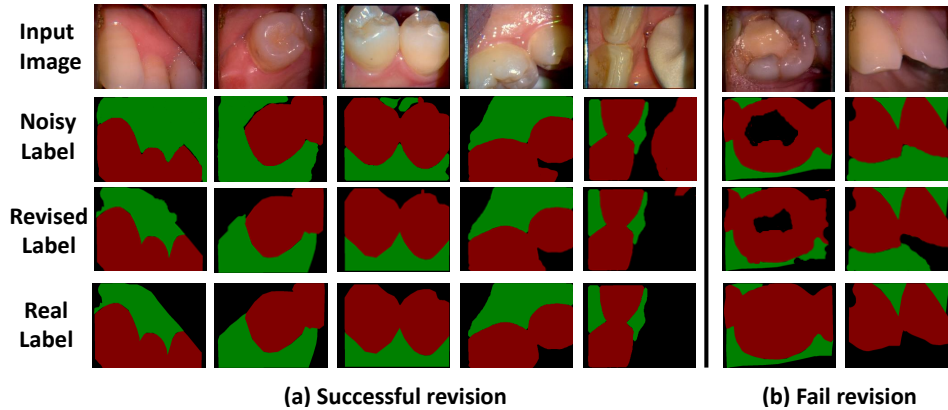 Input
Image
Noisy
Label
Revised
Label
Real
Label
(a) Successful revision
(b) Fail revision